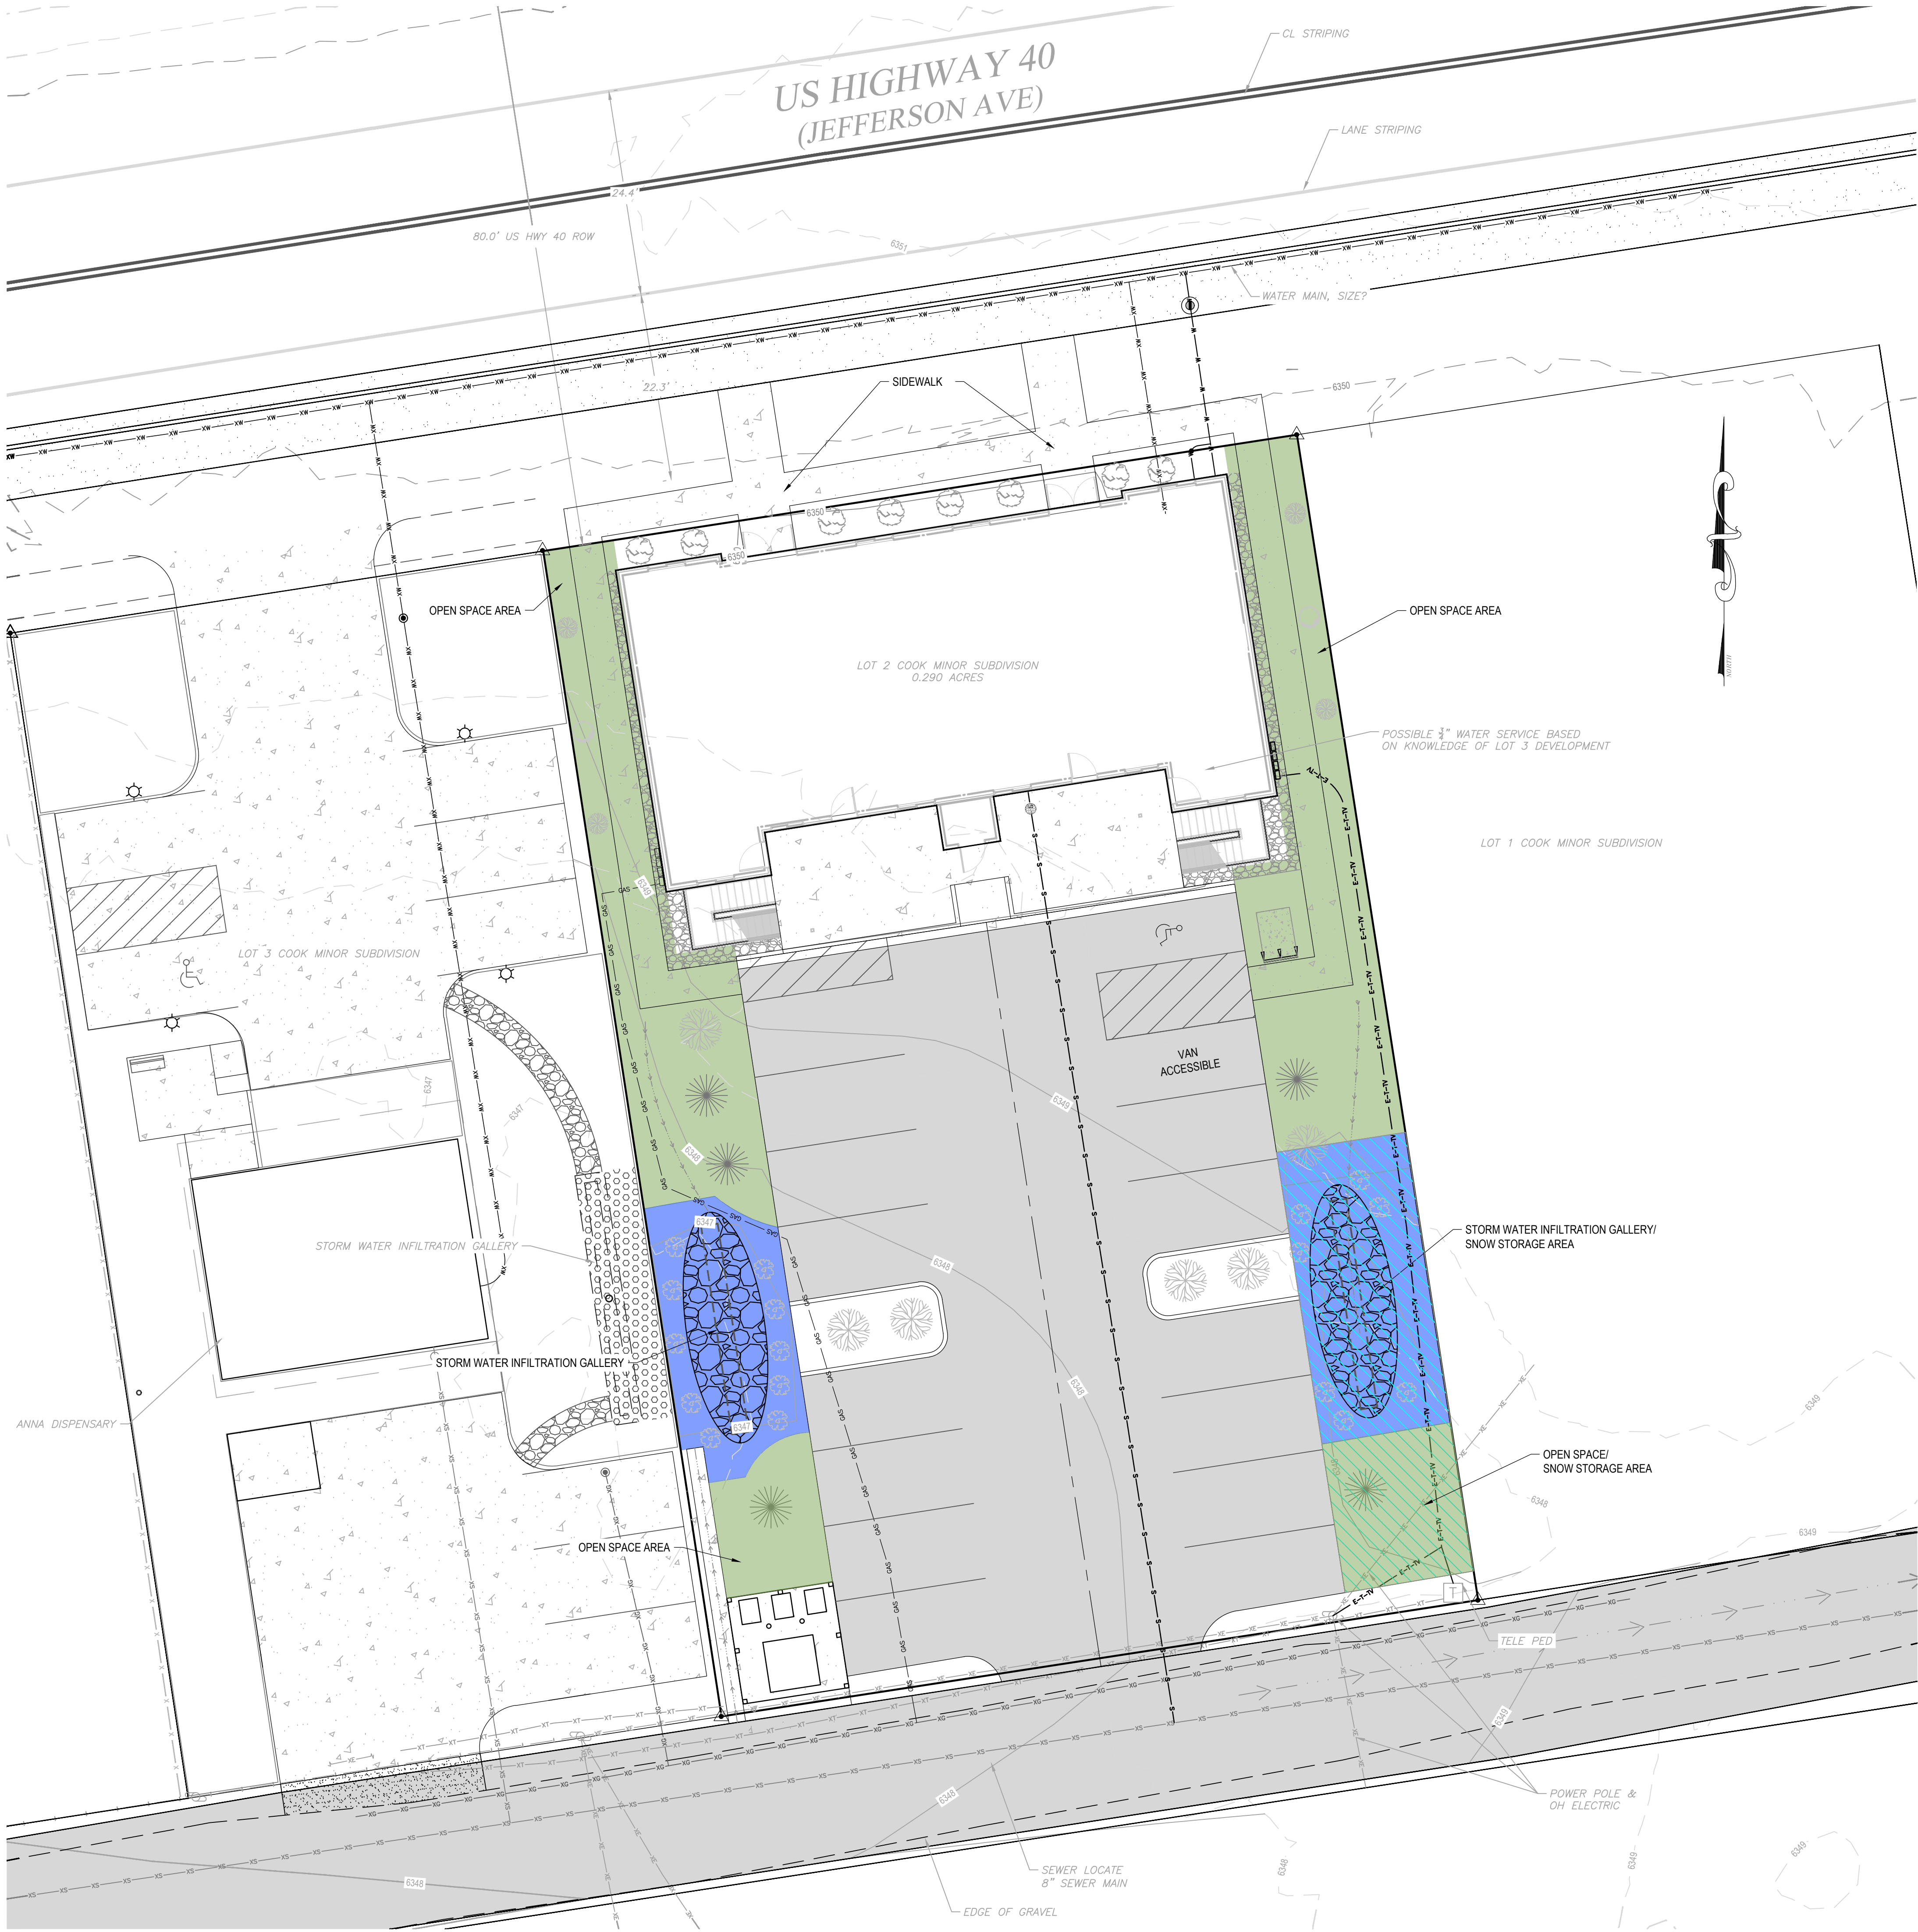 CL STRIPING
US HIGHWAY 40
(JEFFERSON AVE)
LANE STRIPING
24.4'
80.0' US HWY 40 ROW
6351
WATER MAIN, SIZE?
22.3'
SIDEWALK
6350
6350
6350
OPEN SPACE AREA
OPEN SPACE AREA
NORTH
LOT 2 COOK MINOR SUBDIVISION
0.290 ACRES
POSSIBLE ¾" WATER SERVICE BASED
ON KNOWLEDGE OF LOT 3 DEVELOPMENT
LOT 1 COOK MINOR SUBDIVISION
6349
LOT 3 COOK MINOR SUBDIVISION
VAN
ACCESSIBLE
6347
6347
6349
6348
6347
STORM WATER INFILTRATION GALLERY
STORM WATER INFILTRATION GALLERY/
SNOW STORAGE AREA
6348
STORM WATER INFILTRATION GALLERY
6348
6349
ANNA DISPENSARY
6347
OPEN SPACE/
SNOW STORAGE AREA
6348
6349
OPEN SPACE AREA
T
TELE PED
6349
POWER POLE &
OH ELECTRIC
6348
6348
SEWER LOCATE
8" SEWER MAIN
6348
6349
6349
EDGE OF GRAVEL